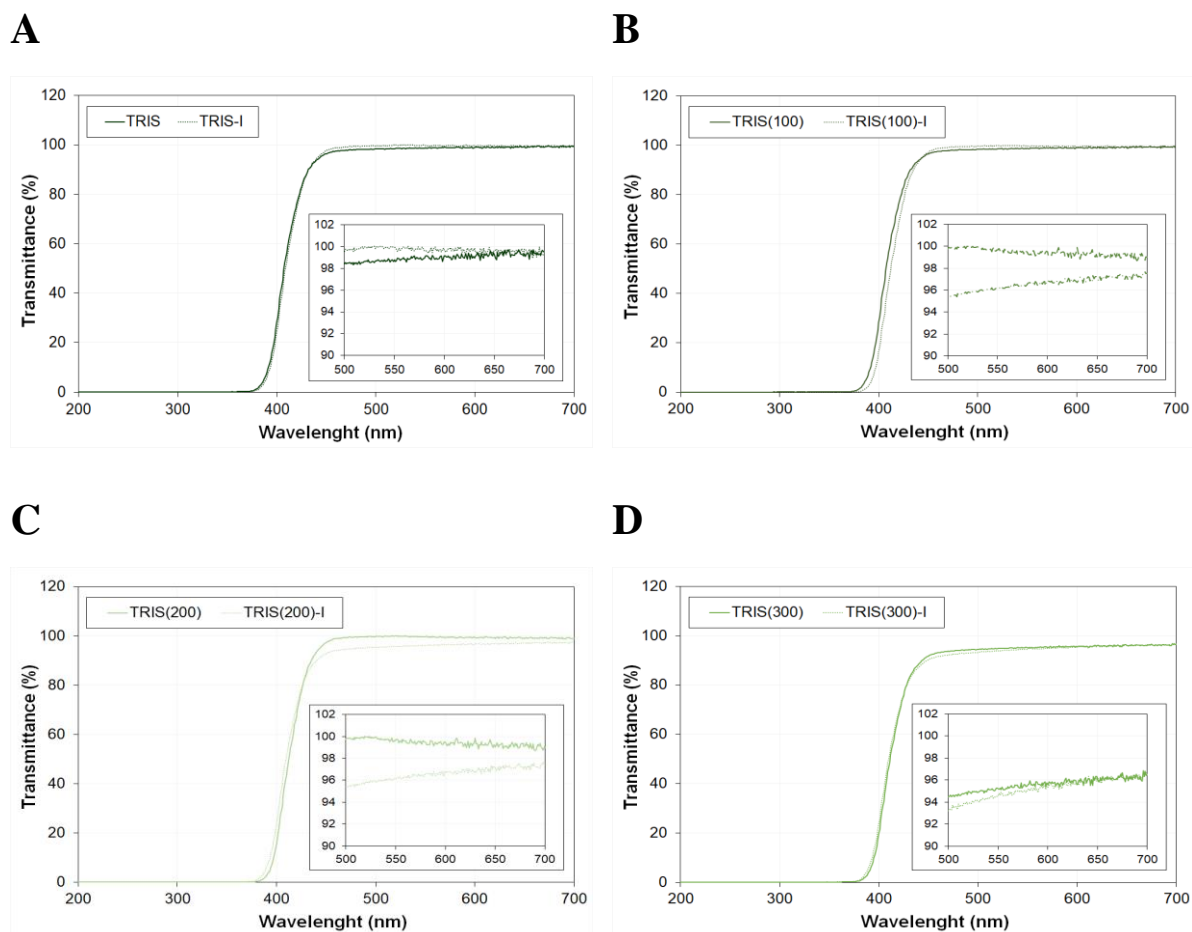 A
120
100
80
60
40
20
0
Transmittance (%)
TRIS TRIS-I
102
100
98
96
94
92
90
500 550 600 650 700
200 300 400 500 600 700
Wavelenght (nm)
B
120
100
80
60
40
20
0
Transmittance (%)
TRIS(100) TRIS(100)-I
102
100
98
96
94
92
90
500 550 600 650 700
200 300 400 500 600 700
Wavelenght (nm)
C
120
100
80
60
40
20
0
Transmittance (%)
TRIS(200) TRIS(200)-I
102
100
98
96
94
92
90
500 550 600 650 700
200 300 400 500 600 700
Wavelenght (nm)
D
120
100
80
60
40
20
0
Transmittance (%)
TRIS(300) TRIS(300)-I
102
100
98
96
94
92
90
500 550 600 650 700
200 300 400 500 600 700
Wavelenght (nm)